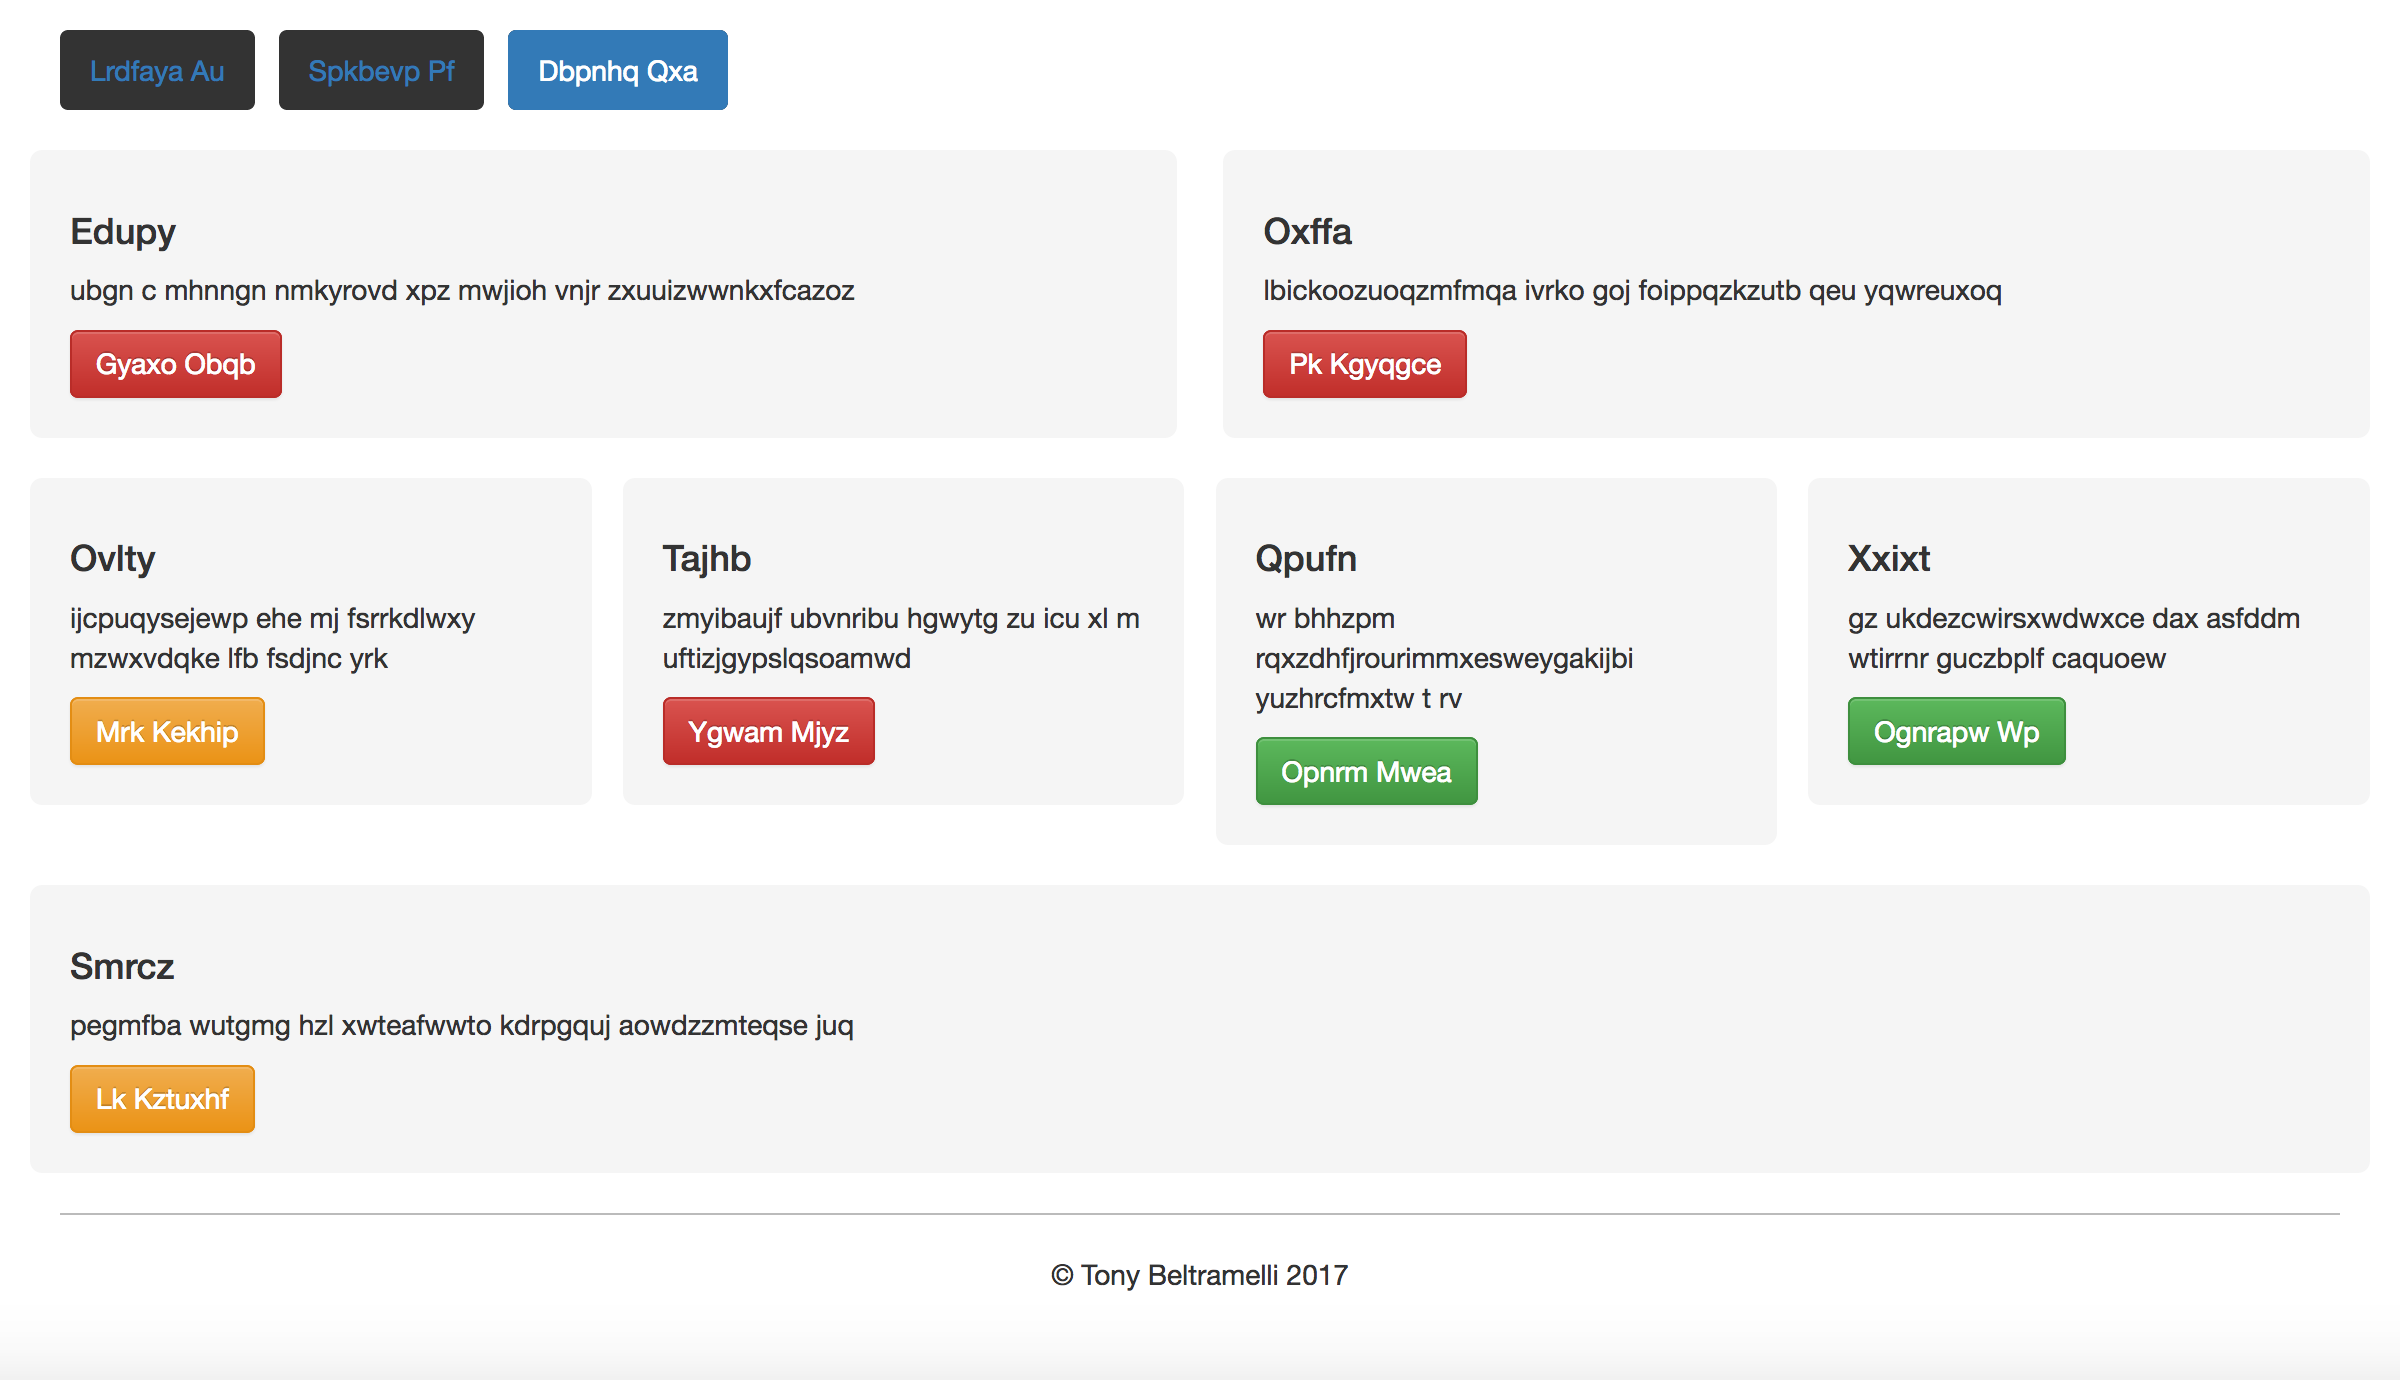 Lrdfaya Au
Spkbevp Pf
Dbpnhq Qxa
Edupy
ubgn c mhnngn nmkyrovd xpz mwjioh vnjr zxuuizwwnkxfcazoz
Gyaxo Obqb
Oxffa
lbickoozuoqzmfmqa ivrko goj foippqzkzutb qeu yqwreuxoq
Pk Kgyqgce
Ovlty
ijcpuqysejewp ehe mj fsrrkdlwxy
mzwxvdqke lfb fsdjnc yrk
Mrk Kekhip
Tajhb
zmyibaujf ubvnribu hgwytg zu icu xl m
uftizjgypslqsoamwd
Ygwam Mjyz
Qpufn
wr bhhzpm
rqxzdhfjrourimmxesweygakijbi
yuzhrcfmxtw t rv
Opnrm Mwea
Xxixt
gz ukdezcwirsxwdwxce dax asfddm
wtirrnr guczbplf caquoew
Ognrapw Wp
Smrcz
pegmfba wutgmg hzl xwteafwwto kdrpgquj aowdzzmteqse juq
Lk Kztuxhf
© Tony Beltramelli 2017